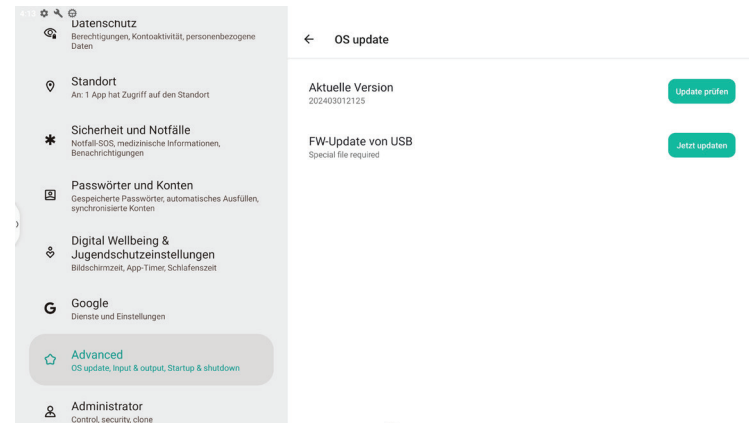 4:13
Datenschutz
Berechtigungen, Kontoaktivität, personenbezogene
Daten
Standort
An: 1 App hat Zugriff auf den Standort
Sicherheit und Notfälle
Notfall-SOS, medizinische Informationen,
Benachrichtigungen
Passwörter und Konten
Gespeicherte Passwörter, automatisches Ausfüllen,
synchronisierte Konten
Digital Wellbeing &
Jugendschutzeinstellungen
Bildschirmzeit, App-Timer, Schlafenszeit
Google
Dienste und Einstellungen
Advanced
OS update, Input & output, Startup & shutdown
Administrator
Control, security, clone
OS update
Aktuelle Version
202403012125
Update prüfen
FW-Update von USB
Special file required
Jetzt updaten